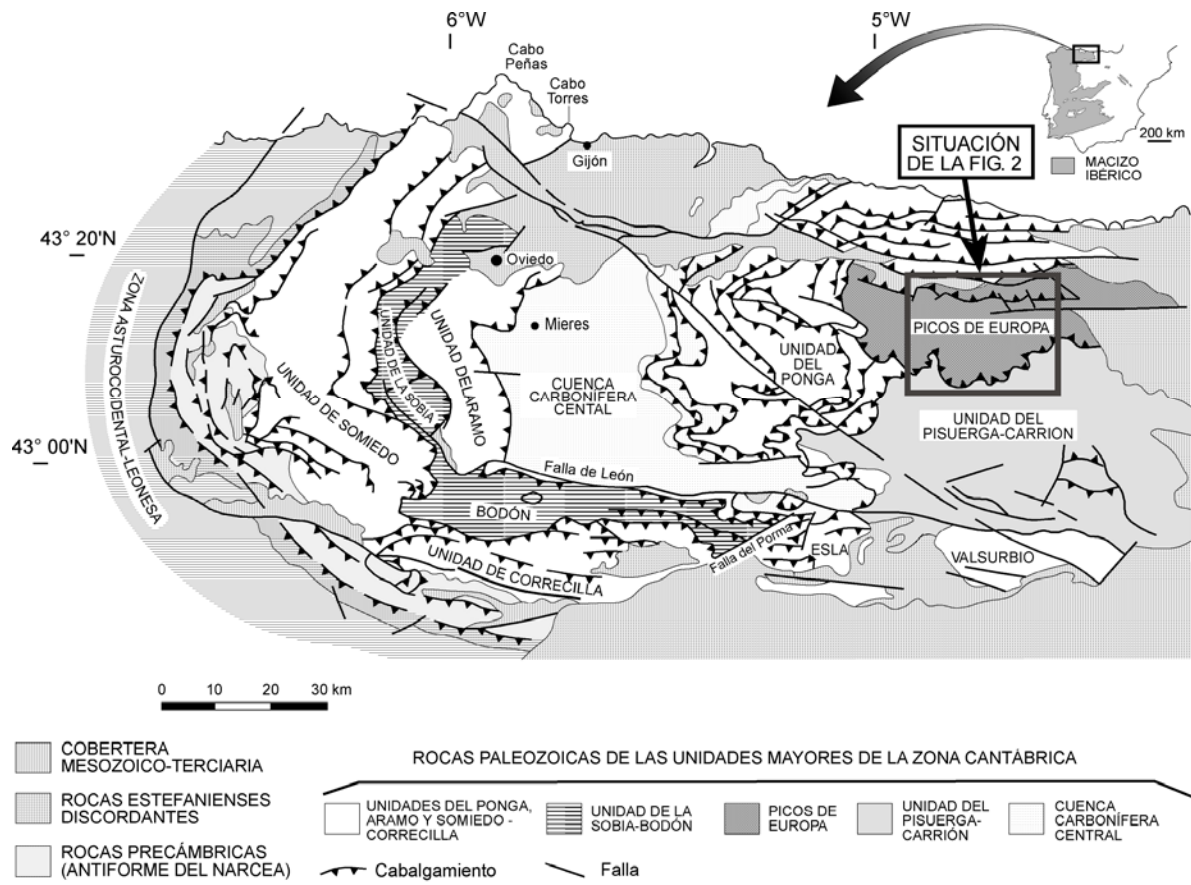 6°W
5°W
Cabo
Peñas
Cabo
Torres
Gijón
200 km
MACIZO
IBÉRICO
SITUACIÓN
DE LA FIG. 2
43° 20'N
Oviedo
Mieres
PICOS DE EUROPA
ZONA ASTUROCCIDENTAL-LEONESA
UNIDAD DE SOMIEDO
UNIDAD DE LA SOBIA
UNIDAD DELARAMO
CUENCA
CARBONÍFERA
CENTAL
UNIDAD
DEL
PONGA
UNIDAD DEL
PISUERGA-CARRION
43° 00'N
Falla de León
BODÓN
UNIDAD DE CORRECILLA
Falla del Porma
ESLA
VALSURBIO
0 10 20 30 km
COBERTERA
MESOZOICO-TERCIARIA
ROCAS ESTEFANIENSES
DISCORDANTES
ROCAS PRECÁMBRICAS
(ANTIFORME DEL NARCEA)
ROCAS PALEOZOICAS DE LAS UNIDADES MAYORES DE LA ZONA CANTÁBRICA
UNIDADES DEL PONGA,
ARAMO Y SOMIEDO -
CORRECILLA
UNIDAD DE LA
SOBIA-BODÓN
PICOS DE
EUROPA
UNIDAD DEL
PISUERGA-
CARRIÓN
CUENCA
CARBONÍFERA
CENTRAL
Cabalgamiento
Falla